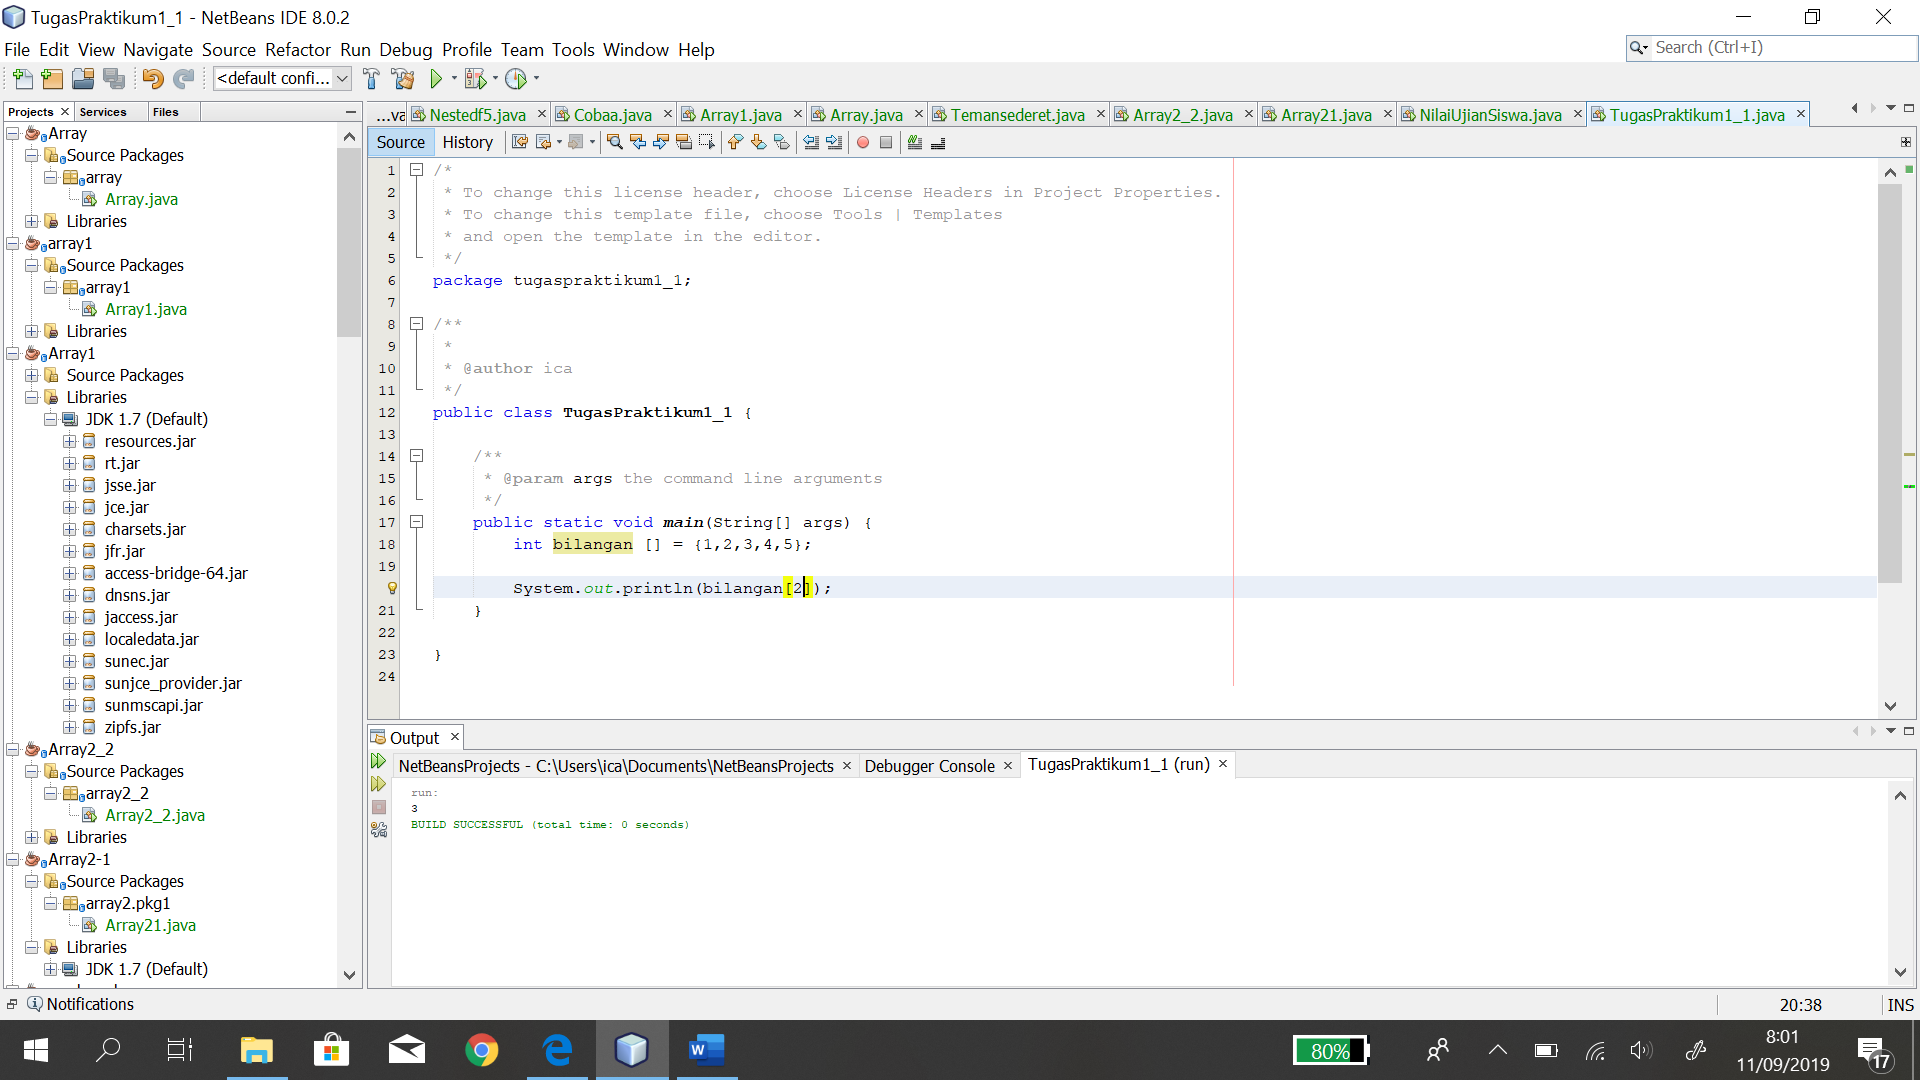 TugasPraktikum1_1 - NetBeans IDE 8.0.2
File Edit View Navigate Source Refactor Run Debug Profile Team Tools Window Help
Search (Ctrl+I)
<default confi...
Projects Services Files
Array
Source Packages
array
Array.java
Libraries
array1
Source Packages
array1
Array1.java
Libraries
Array1
Source Packages
Libraries
JDK 1.7 (Default)
resources.jar
rt.jar
jsse.jar
jce.jar
charsets.jar
jfr.jar
access-bridge-64.jar
dnsns.jar
jaccess.jar
localedata.jar
sunec.jar
sunjce_provider.jar
sunmscapi.jar
zipfs.jar
Array2_2
Source Packages
array2_2
Array2_2.java
Libraries
Array2-1
Source Packages
array2.pkg1
Array21.java
Libraries
JDK 1.7 (Default)
...va Nestedf5.java Cobaa.java Array1.java Array.java Temansederet.java Array2_2.java Array21.java NilaiUjianSiswa.java TugasPraktikum1_1.java
Source History
1 /*
2 * To change this license header, choose License Headers in Project Properties.
3 * To change this template file, choose Tools | Templates
4 * and open the template in the editor.
5 */
6 package tugaspraktikum1_1;
7
8 /**
9 *
10 * @author ica
11 */
12 public class TugasPraktikum1_1 {
13
14 /**
15 * @param args the command line arguments
16 */
17 public static void main(String[] args) {
18 int bilangan [] = {1,2,3,4,5};
19
System.out.println(bilangan[2]);
21 }
22
23 }
24
Output
NetBeansProjects - C:\Users\ica\Documents\NetBeansProjects Debugger Console TugasPraktikum1_1 (run)
run:
3
BUILD SUCCESSFUL (total time: 0 seconds)
Notifications
20:38 INS
80%
8:01
11/09/2019
17